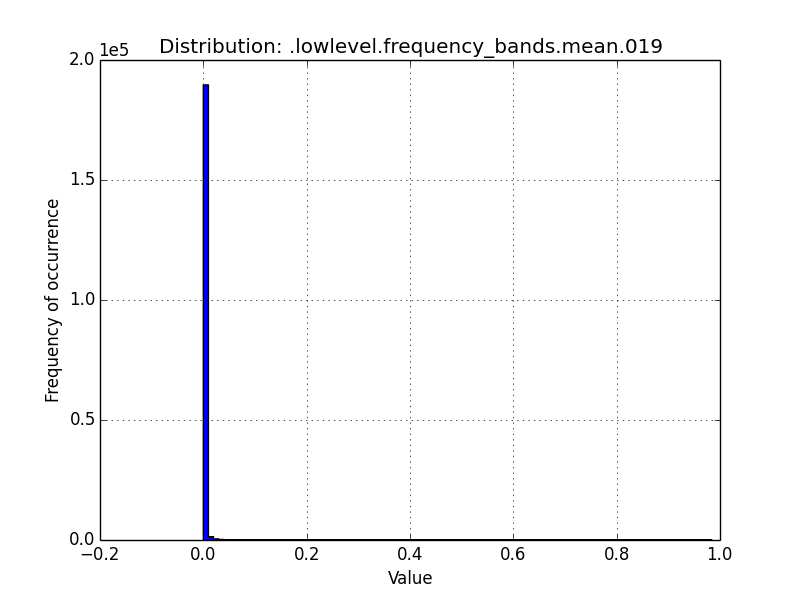 Distribution: .lowlevel.frequency_bands.mean.019
1e5
2.0
1.5
1.0
0.5
0.0
Frequency of occurrence
−0.2 0.0 0.2 0.4 0.6 0.8 1.0
Value